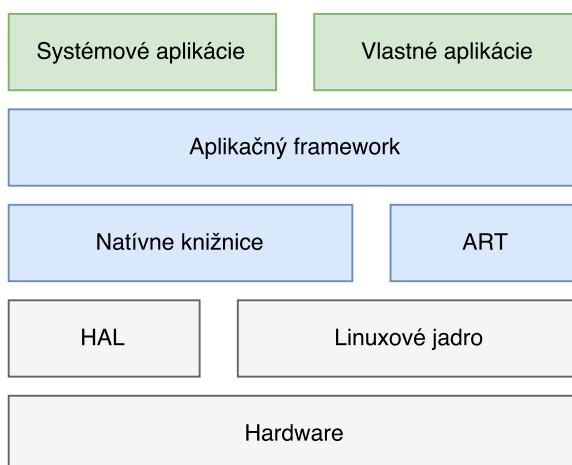 Systémové aplikácie
Vlastné aplikácie
Aplikačný framework
Natívne knižnice
ART
HAL
Linuxové jadro
Hardware